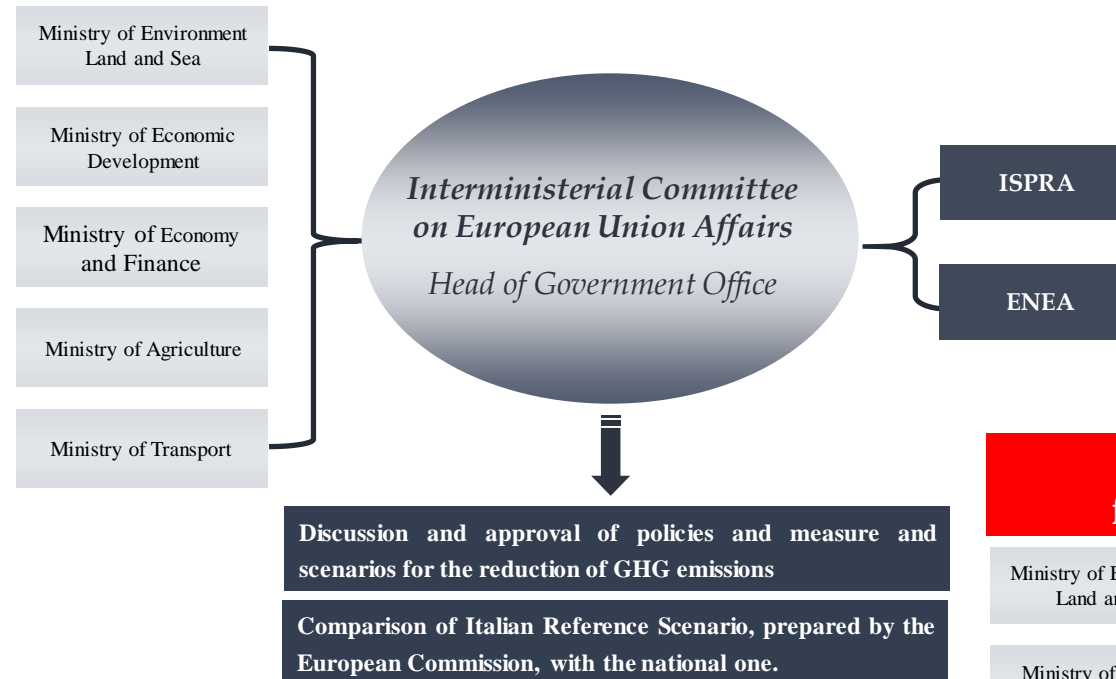 Ministry of Environment
Land and Sea
Ministry of Economic
Development
Ministry of Economy
and Finance
Ministry of Agriculture
Ministry of Transport
Interministerial Committee
on European Union Affairs
Head of Government Office
ISPRA
ENEA
Discussion and approval of policies and measure and
scenarios for the reduction of GHG emissions
Comparison of Italian Reference Scenario, prepared by the
European Commission, with the national one.
Ministry of
Land
Ministry of